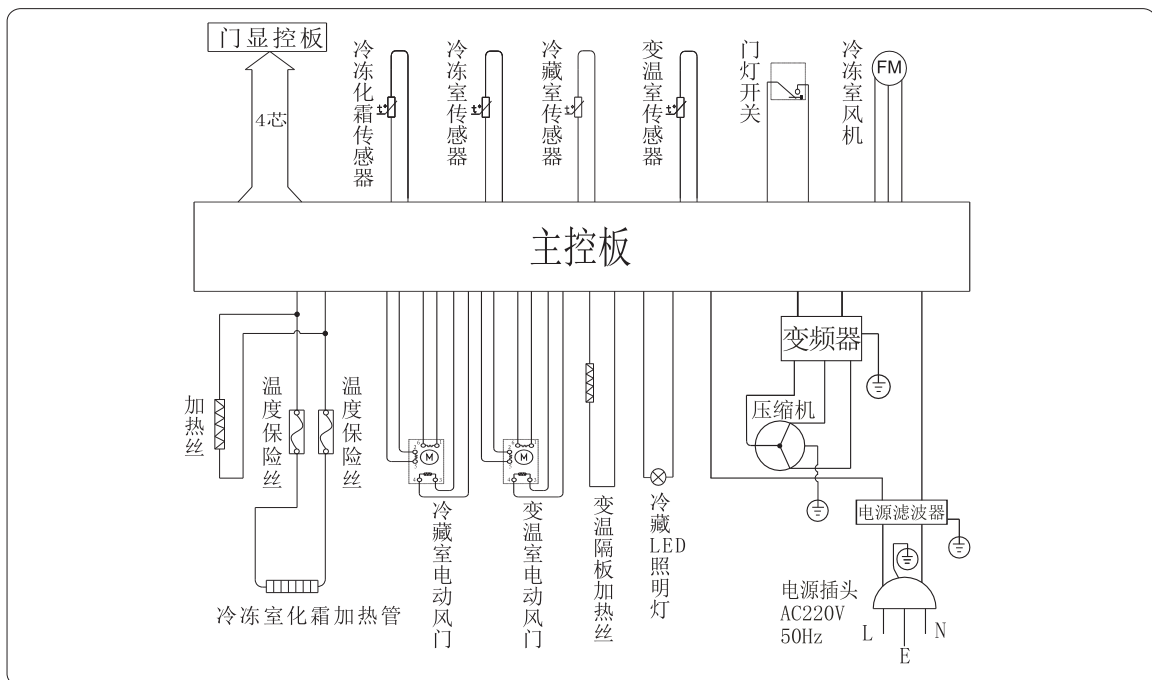 门显控板
4芯
冷冻化霜传感器
t°
冷冻室传感器
t°
冷藏室传感器
t°
变温室传感器
t°
门灯开关
冷冻室风机
FM
主控板
变频器
压缩机
加热丝
温度保险丝
温度保险丝
冷冻室化霜加热管
M
冷藏室电动风门
M
变温室电动风门
变温隔板加热丝
冷藏LED照明灯
电源滤波器
电源插头
AC220V
50Hz
L
E
N